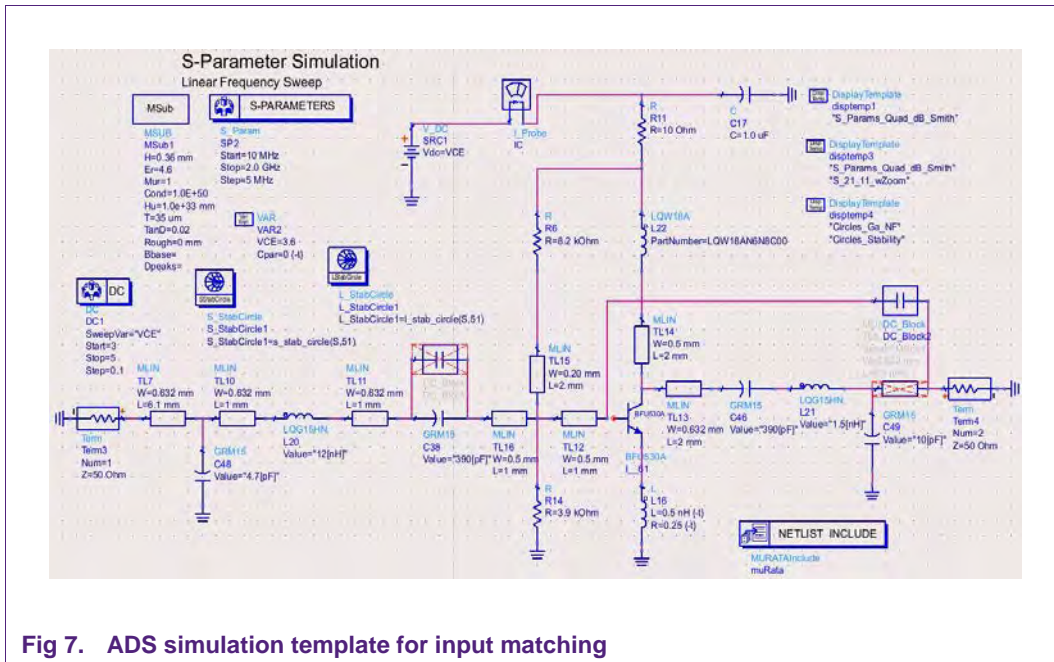 S-Parameter Simulation
Linear Frequency Sweep
MSub
MSUB
MSub1
H=0.36 mm
Er=4.6
Mur=1
Cond=1.0E+50
Hu=1.0e+33 mm
T=35 um
TanD=0.02
Rough=0 mm
Bbase=
Dpeaks=
S-PARAMETERS
S_Param
SP2
Start=10 MHz
Stop=2.0 GHz
Step=5 MHz
VAR
VAR2
VCE=3.6
Cpar=0 {-t}
DC
DC
DC1
SweepVar="VCE"
Start=3
Stop=5
Step=0.1
SStabCircle
S_StabCircle
S_StabCircle1
S_StabCircle1=s_stab_circle(S,51)
LStabCircle
L_StabCircle
L_StabCircle1
L_StabCircle1=l_stab_circle(S,51)
V_DC
SRC1
Vdc=VCE
I_Probe
IC
R
R11
R=10 Ohm
C
C17
C=1.0 uF
DisplayTemplate
disptemp1
"S_Params_Quad_dB_Smith"
DisplayTemplate
disptemp3
"S_Params_Quad_dB_Smith"
"S_21_11_wZoom"
DisplayTemplate
disptemp4
"Circles_Ga_NF"
"Circles_Stability"
R
R6
R=8.2 kOhm
LQW18A
L22
PartNumber=LQW18AN6N8C00
DC_Block
DC_Block2
MLIN
TL14
W=0.5 mm
L=2 mm
MLIN
TL15
W=0.20 mm
L=2 mm
Term
Term3
Num=1
Z=50 Ohm
MLIN
TL7
W=0.632 mm
L=6.1 mm
GRM15
C48
Value="4.7[pF]"
MLIN
TL10
W=0.632 mm
L=1 mm
LQG15HN
L20
Value="12[nH]"
MLIN
TL11
W=0.632 mm
L=1 mm
GRM15
C38
Value="390[pF]"
MLIN
TL16
W=0.5 mm
L=1 mm
MLIN
TL12
W=0.5 mm
L=1 mm
R
R14
R=3.9 kOhm
BFU530A
BFU530A
I__61
L
L16
L=0.5 nH {-t}
R=0.25 {-t}
MLIN
TL13
W=0.632 mm
L=2 mm
GRM15
C46
Value="390[pF]"
LQG15HN
L21
Value="1.5[nH]"
GRM15
C49
Value="10[pF]"
Term
Term4
Num=2
Z=50 Ohm
NETLIST INCLUDE
MURATAInclude
muRata
Fig 7. ADS simulation template for input matching